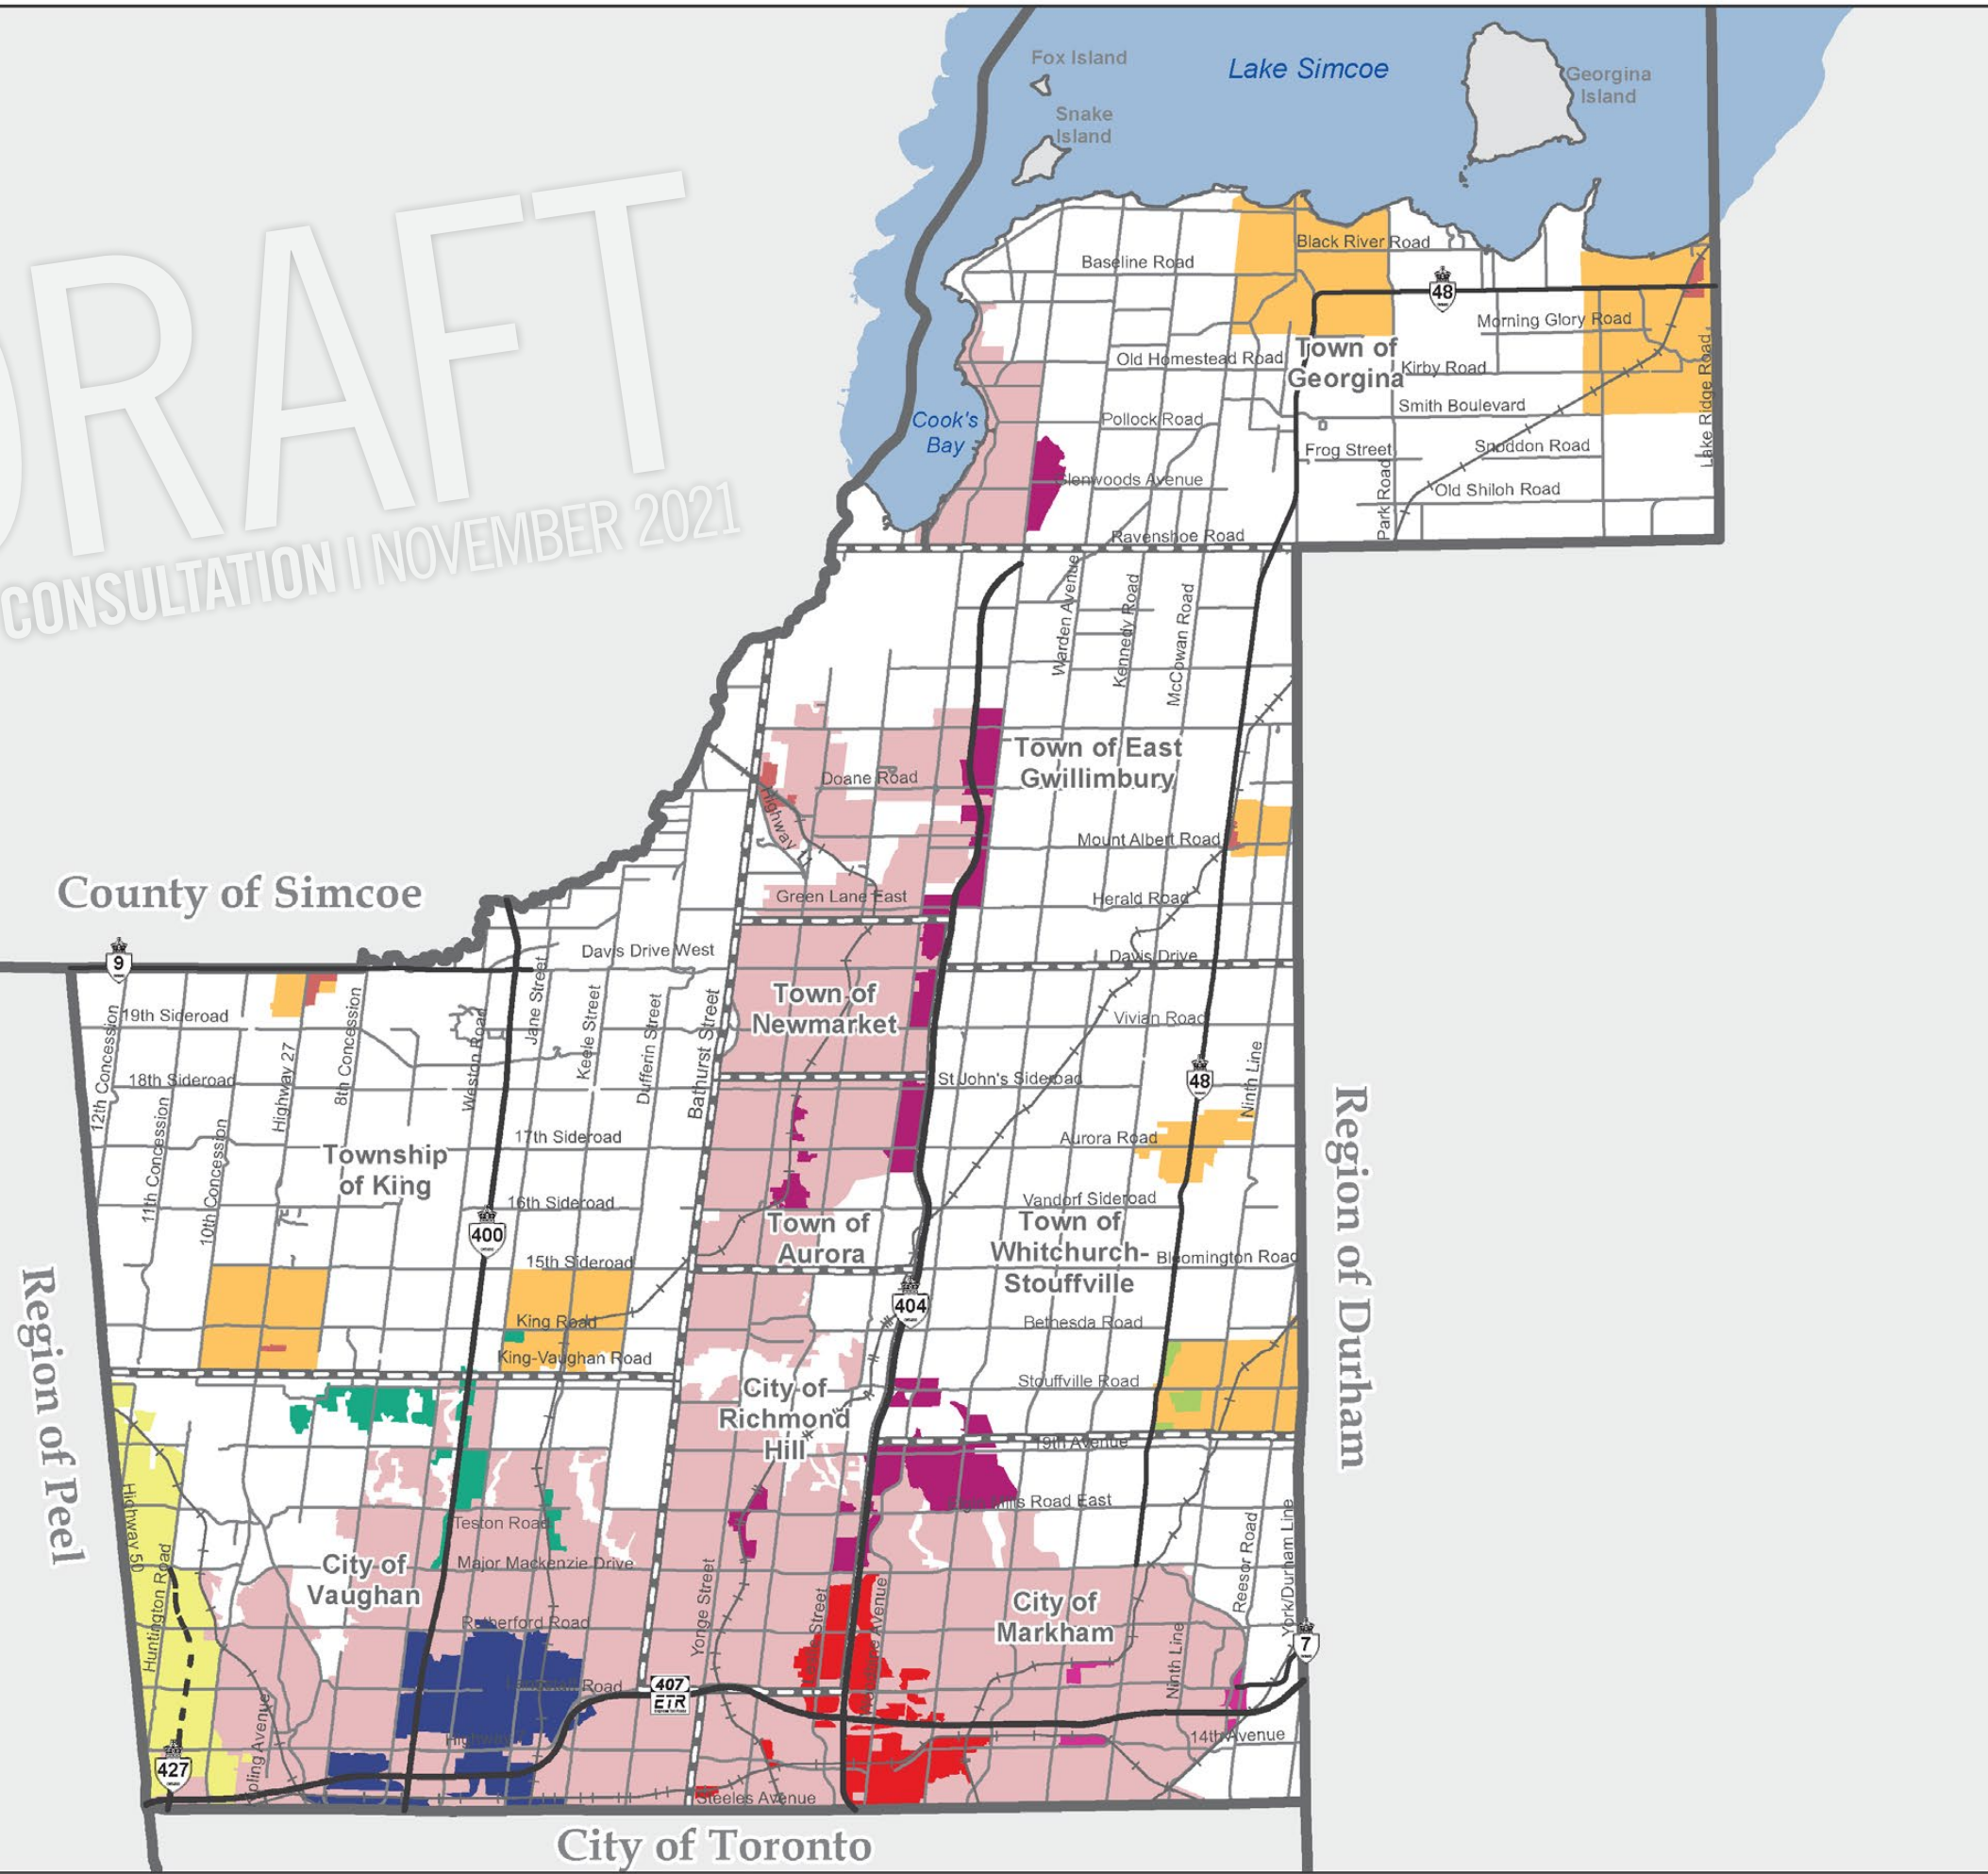 DRAFT
CONSULTATION | NOVEMBER 2021
Fox Island
Lake Simcoe
Georgina
Island
Snake
Island
Black River Road
Baseline Road
48
Morning Glory Road
Old Homestead Road
Town of
Georgina
Kirby Road
Lake Ridge Road
Smith Boulevard
Cook's
Bay
Pollock Road
Frog Street
Snoddon Road
Glenwoods Avenue
Park Road
Old Shiloh Road
Ravenshoe Road
Warden Avenue
Kennedy Road
McCowan Road
Town of East
Gwillimbury
Doane Road
Highway 11
Mount Albert Road
County of Simcoe
Green Lane East
Herald Road
9
Davis Drive West
Davis Drive
Town of
Newmarket
19th Sideroad
12th Concession
Highway 27
8th Concession
Weston Road
Jane Street
Keele Street
Dufferin Street
Bathurst Street
Vivian Road
18th Sideroad
St John's Sideroad
48
Ninth Line
11th Concession
10th Concession
17th Sideroad
Aurora Road
Township
of King
16th Sideroad
Vandorf Sideroad
400
Town of
Aurora
Town of
Whitchurch-
Stouffville
15th Sideroad
Bloomington Road
404
King Road
Bethesda Road
King-Vaughan Road
Stouffville Road
Region of Peel
Region of Durham
City of
Richmond
Hill
19th Avenue
Highway 50
Road East
Teston Road
City of
Vaughan
Major Mackenzie Drive
Huntington Road
Yonge Street
Street
Avenue
City of
Markham
Reesor Road
York/Durham Line
Rutherford Road
Ninth Line
7
Road
407
ETR
Highway
14th Avenue
427
Steeles Avenue
City of Toronto